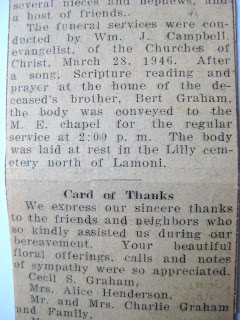 several pieces and nephews, and
a host of friends.
The funeral services were con-
ducted by Wm. J. Campbell,
evangelist, of the Churches of
Christ, March 28, 1946. After
a song, Scripture reading and
prayer at the home of the de-
ceased's brother, Bert Graham,
the body was conveyed to the
M. E. chapel for the regular
service at 2:00 p. m. The body
was laid at rest in the Lilly cem-
etery north of Lamoni.
Card of Thanks
We express our sincere thanks
to the friends and neighbors who
so kindly assisted us during our
bereavement. Your beautiful
floral offerings, calls and notes
of sympathy were so appreciated.
Cecil S. Graham,
Mrs. Alice Henderson,
Mr. and Mrs. Charlie Graham
and Family.